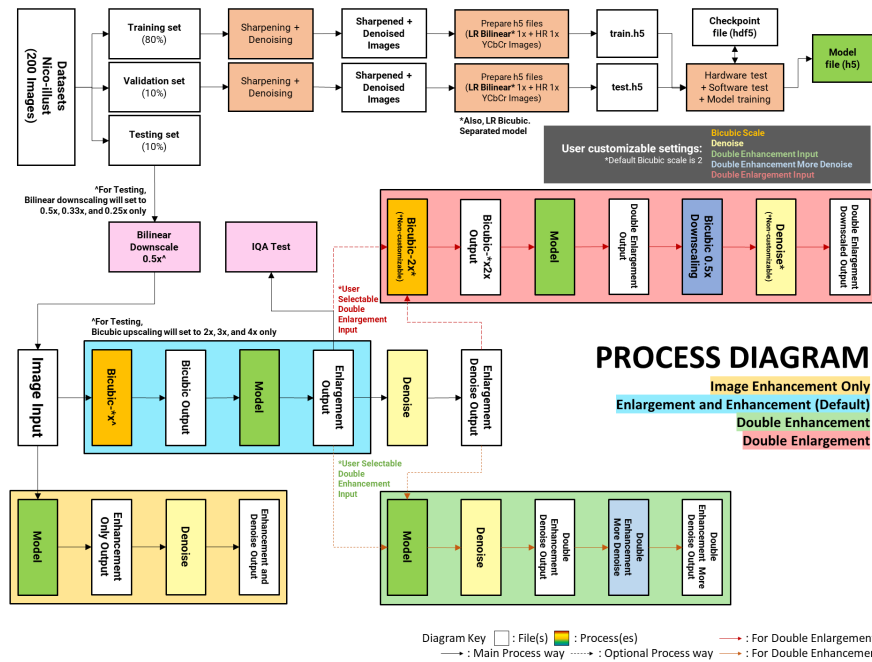 Datasets
Nico-illust
(200 Images)
Training set
(80%)
Validation set
(10%)
Testing set
(10%)
Sharpening +
Denoising
Sharpening +
Denoising
Sharpened +
Denoised
Images
Sharpened +
Denoised
Images
Prepare h5 files
(LR Bilinear* 1x + HR 1x
YCbCr Images)
Prepare h5 files
(LR Bilinear* 1x + HR 1x
YCbCr Images)
*Also, LR Bicubic.
Separated model
train.h5
test.h5
Checkpoint
file (hdf5)
Hardware test
+ Software test
+ Model training
Model
file (h5)
User customizable settings:
*Default Bicubic scale is 2
Bicubic Scale
Denoise
Double Enhancement Input
Double Enhancement More Denoise
Double Enlargement Input
^For Testing,
Bilinear downscaling will set to
0.5x, 0.33x, and 0.25x only
Bilinear
Downscale
0.5x^
IQA Test
Bicubic-2x*
(*Non-customizable)
Bicubic-*x2x
Output
Model
Double Enlargement
Output
Bicubic 0.5x
Downscaling
Denoise*
(*Non-customizable)
Double Enlargement
Downscaled Output
*User
Selectable
Double
Enlargement
Input
^For Testing,
Bicubic upscaling will set to 2x, 3x, and 4x only
Image Input
Bicubic-*x^
Bicubic Output
Model
Enlargement
Output
Denoise
Enlargement
Denoise Output
PROCESS DIAGRAM
Image Enhancement Only
Enlargement and Enhancement (Default)
Double Enhancement
Double Enlargement
*User Selectable
Double
Enhancement
Input
Model
Enhancement
Only Output
Denoise
Enhancement and
Denoise Output
Model
Denoise
Double
Enhancement
Denoise Output
Double
Enhancement
More Denoise
Double
Enhancement More
Denoise Output
Diagram Key : File(s) : Process(es) : For Double Enlargemen
: Main Process way : Optional Process way : For Double Enhancemen